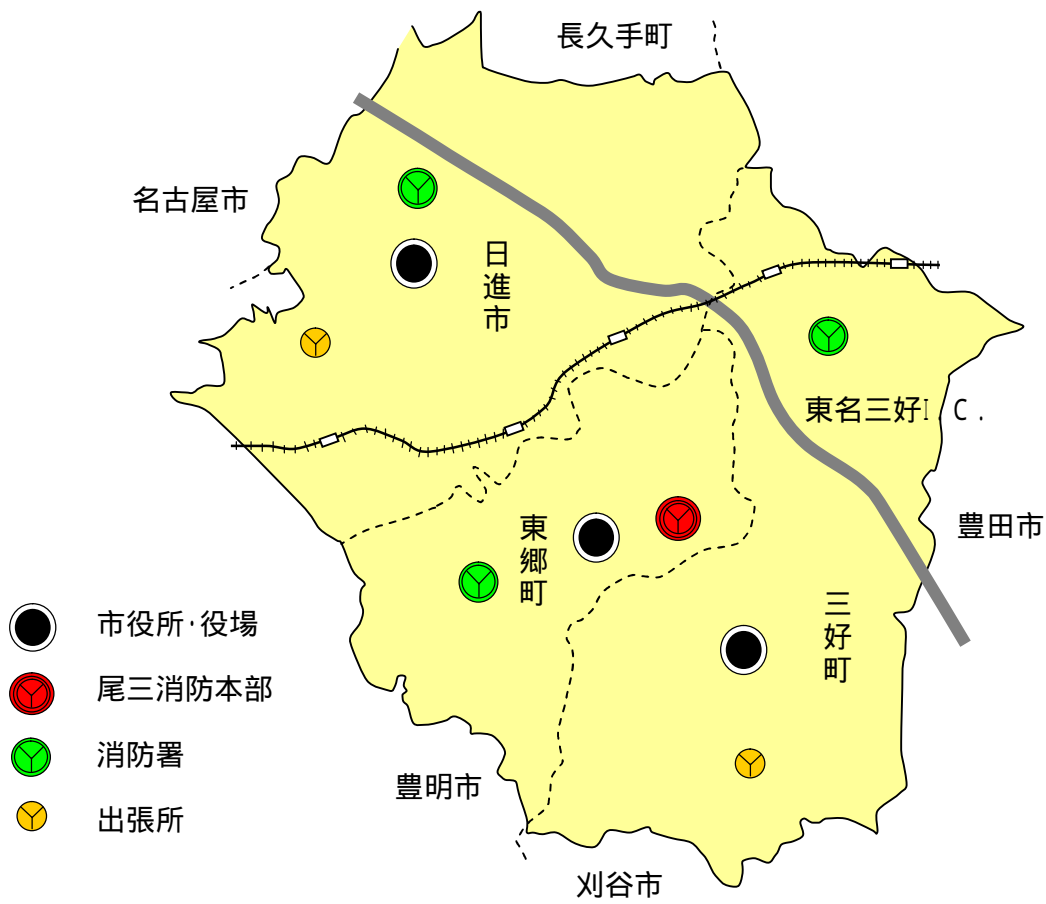 長久手町
名古屋市
日進市
東名三好I.C.
豊田市
東郷町
三好町
市役所・役場
尾三消防本部
消防署
出張所
豊明市
刈谷市